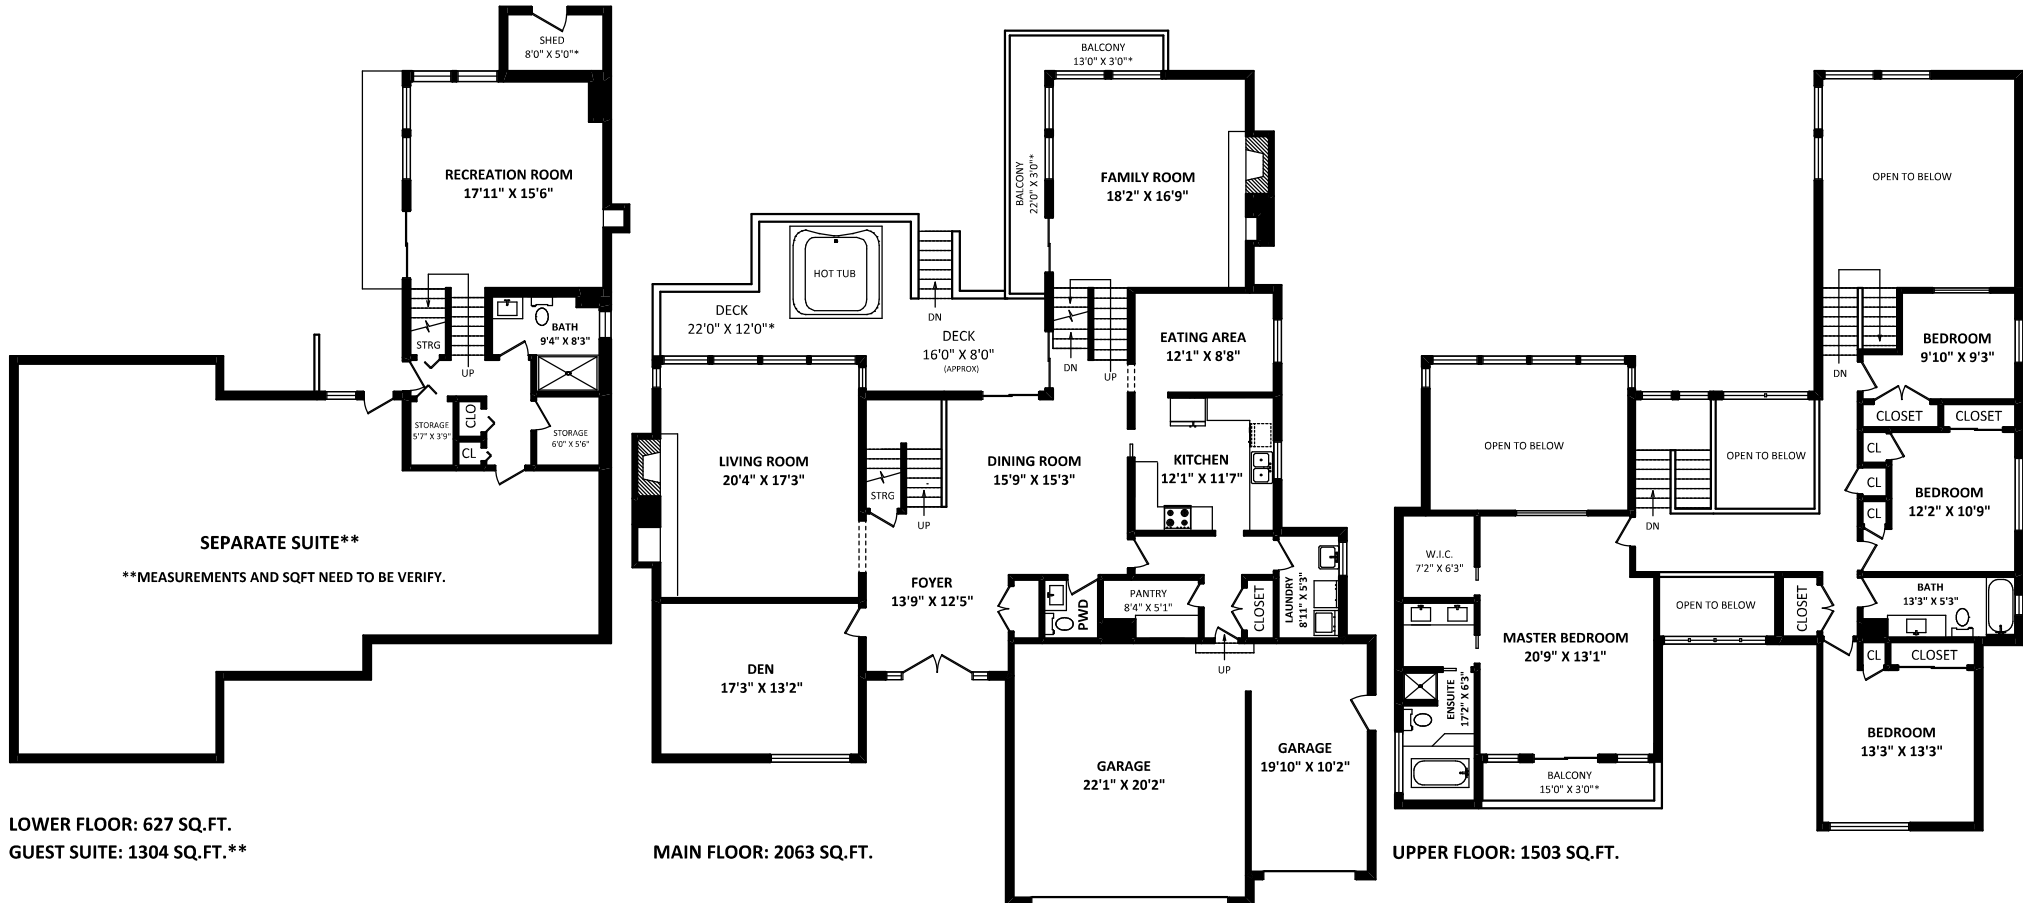 SHED
8'0" X 5'0"*
RECREATION ROOM
17'11" X 15'6"
BATH
9'4" X 8'3"
STRG
UP
STORAGE
5'7" X 3'9"
CLO
CL
STORAGE
6'0" X 5'6"
SEPARATE SUITE**
**MEASUREMENTS AND SQFT NEED TO BE VERIFY.
LOWER FLOOR: 627 SQ.FT.
GUEST SUITE: 1304 SQ.FT.**
BALCONY
13'0" X 3'0"*
BALCONY
22'0" X 3'0"*
FAMILY ROOM
18'2" X 16'9"
HOT TUB
DECK
22'0" X 12'0"*
DN
DECK
16'0" X 8'0"
(APPROX)
DN
DN
UP
EATING AREA
12'1" X 8'8"
LIVING ROOM
20'4" X 17'3"
STRG
UP
DINING ROOM
15'9" X 15'3"
KITCHEN
12'1" X 11'7"
FOYER
13'9" X 12'5"
PWD
PANTRY
8'4" X 5'1"
CLOSET
LAUNDRY
8'11" X 5'3"
UP
DEN
17'3" X 13'2"
GARAGE
22'1" X 20'2"
GARAGE
19'10" X 10'2"
MAIN FLOOR: 2063 SQ.FT.
OPEN TO BELOW
DN
BEDROOM
9'10" X 9'3"
CLOSET
CLOSET
OPEN TO BELOW
OPEN TO BELOW
DN
CL
CL
CL
BEDROOM
12'2" X 10'9"
W.I.C.
7'2" X 6'3"
OPEN TO BELOW
CLOSET
BATH
13'3" X 5'3"
MASTER BEDROOM
20'9" X 13'1"
ENSUITE
17'2" X 6'3"
CL
CLOSET
BEDROOM
13'3" X 13'3"
BALCONY
15'0" X 3'0"*
UPPER FLOOR: 1503 SQ.FT.